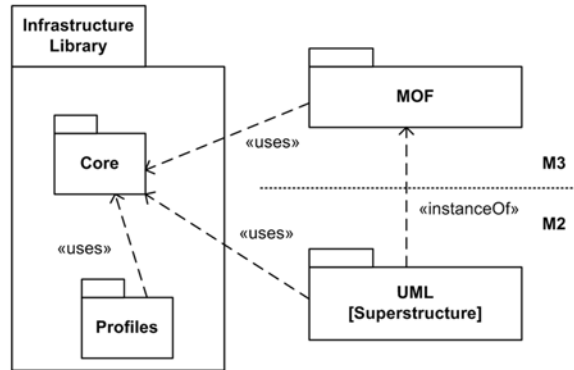 Infrastructure
Library
MOF
«uses»
Core
M3
«instanceOf»
M2
«uses»
«uses»
UML
[Superstructure]
Profiles